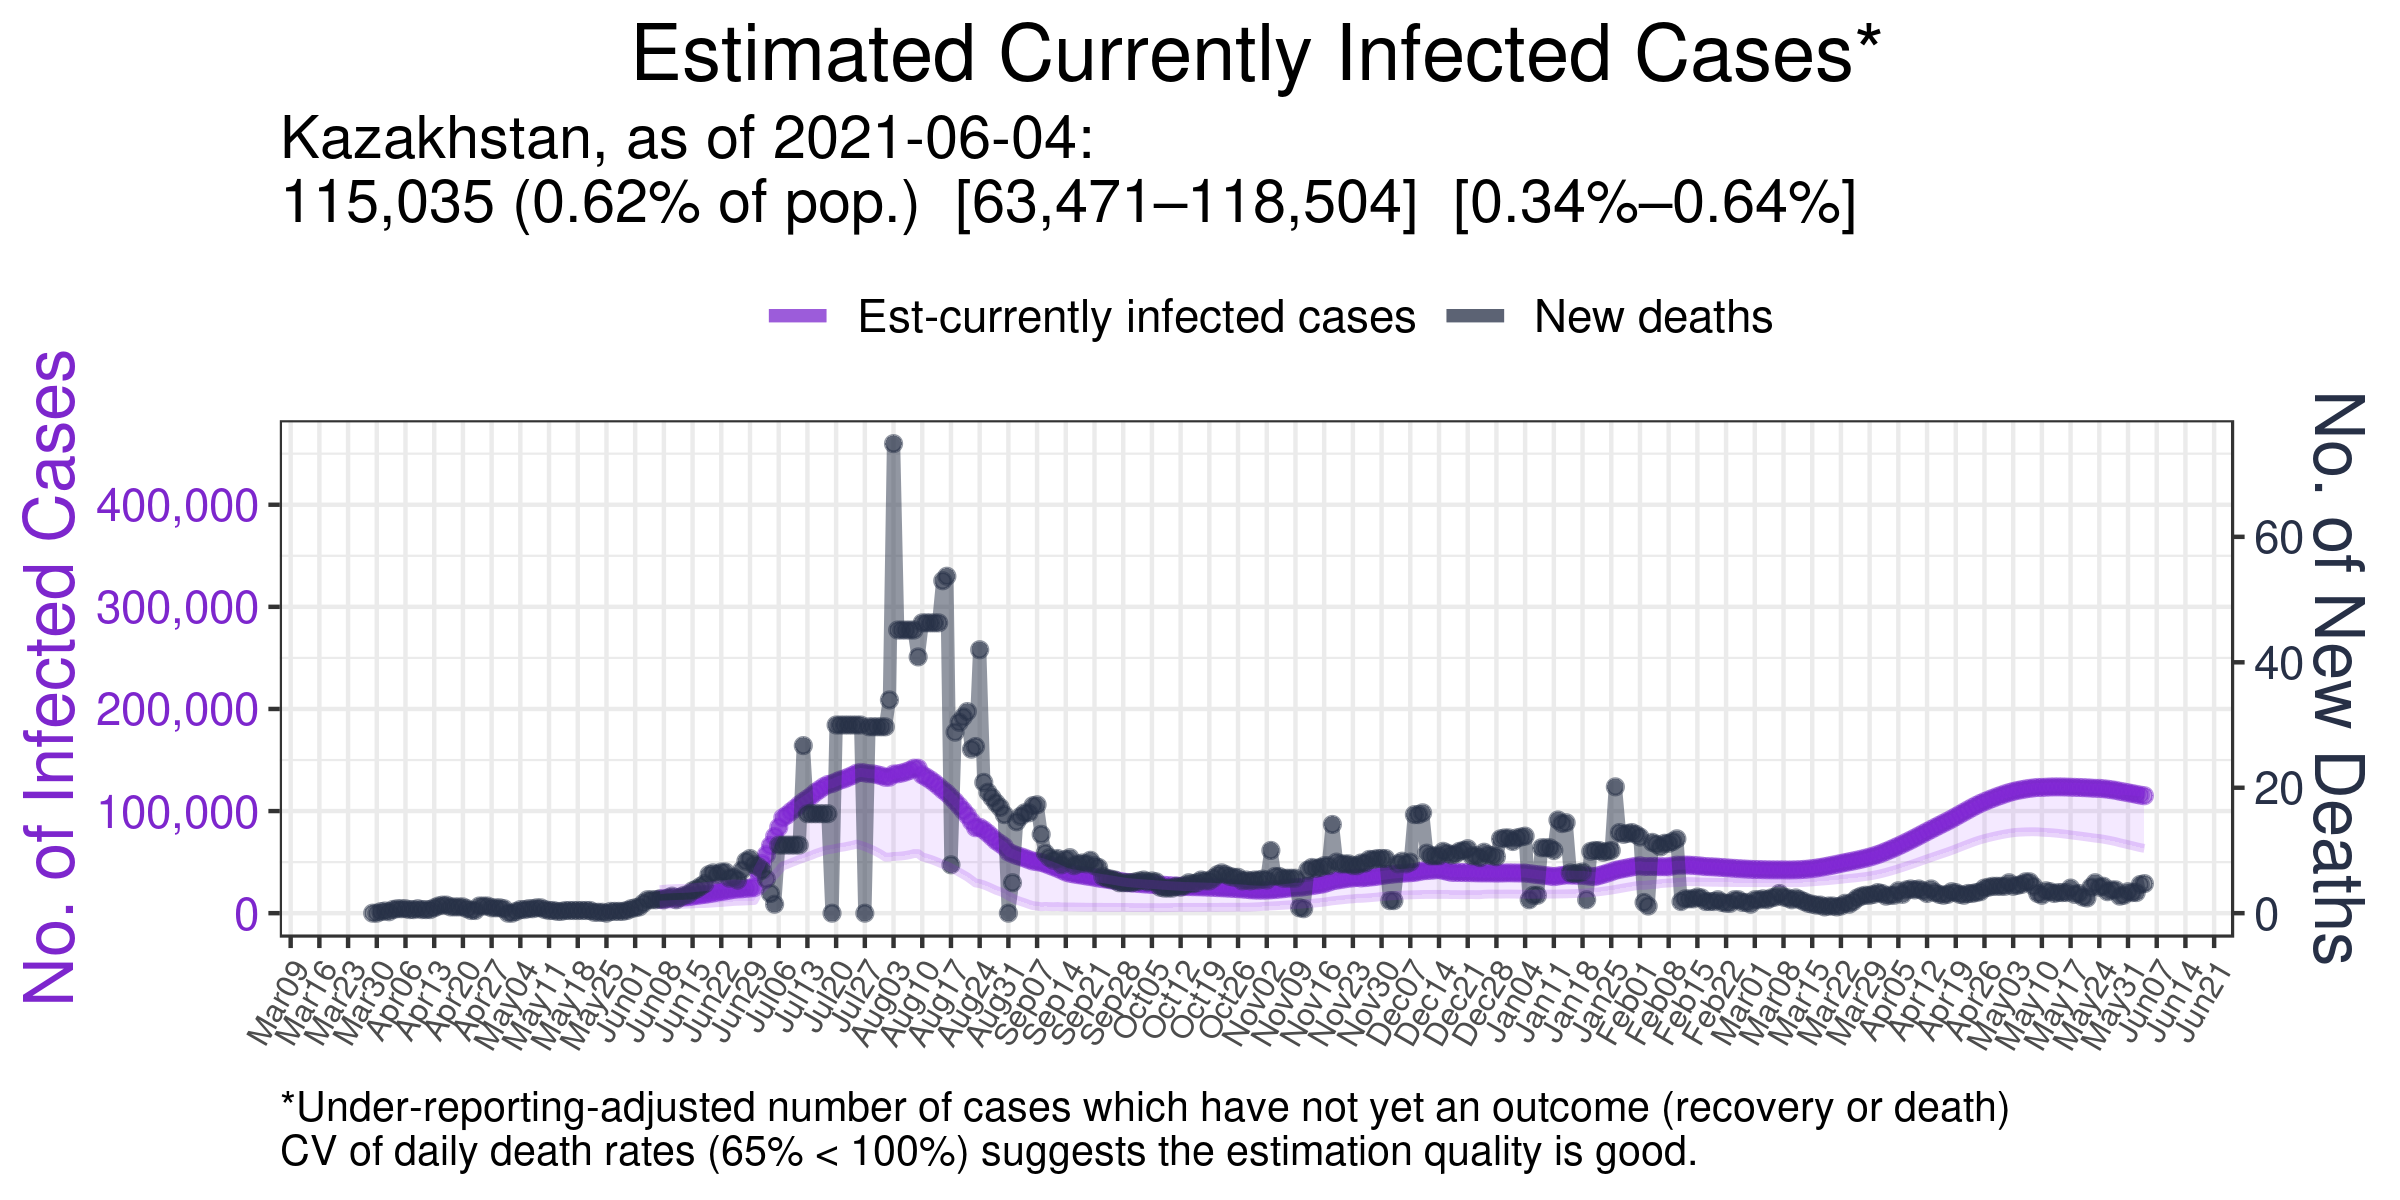 Estimated Currently Infected Cases*
Kazakhstan, as of 2021-06-04:
115,035 (0.62% of pop.)  [63,471–118,504]  [0.34%–0.64%]
Est-currently infected cases
New deaths
No. of Infected Cases
400,000
300,000
200,000
100,000
0
60
40
20
0
No. of New Deaths
Mar09
Mar16
Mar23
Mar30
Apr06
Apr13
Apr20
Apr27
May04
May11
May18
May25
Jun01
Jun08
Jun15
Jun22
Jun29
Jul06
Jul13
Jul20
Jul27
Aug03
Aug10
Aug17
Aug24
Aug31
Sep07
Sep14
Sep21
Sep28
Oct05
Oct12
Oct19
Oct26
Nov02
Nov09
Nov16
Nov23
Nov30
Dec07
Dec14
Dec21
Dec28
Jan04
Jan11
Jan18
Jan25
Feb01
Feb08
Feb15
Feb22
Mar01
Mar08
Mar15
Mar22
Mar29
Apr05
Apr12
Apr19
Apr26
May03
May10
May17
May24
May31
Jun07
Jun14
Jun21
*Under-reporting-adjusted number of cases which have not yet an outcome (recovery or death)
CV of daily death rates (65% < 100%) suggests the estimation quality is good.